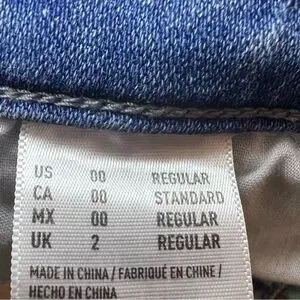 US 00 REGULAR
CA 00 STANDARD
MX 00 REGULAR
UK 2 REGULAR
MADE IN CHINA / FABRIQUÉ EN CHINE /
HECHO EN CHINA